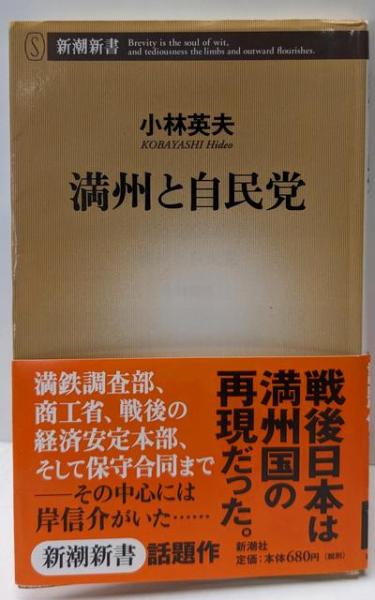 S
新潮新書
Brevity is the soul of wit,
and tediousness the limbs and outward flourishes.
小林英夫
KOBAYASHI Hideo
満州と自民党
戦後日本は
満州国の
再現だった。
満鉄調査部、
商工省、戦後の
経済安定本部、
そして保守合同まで
――その中心には
岸信介がいた……
新潮新書
話題作
新潮社
定価：本体680円（税別）